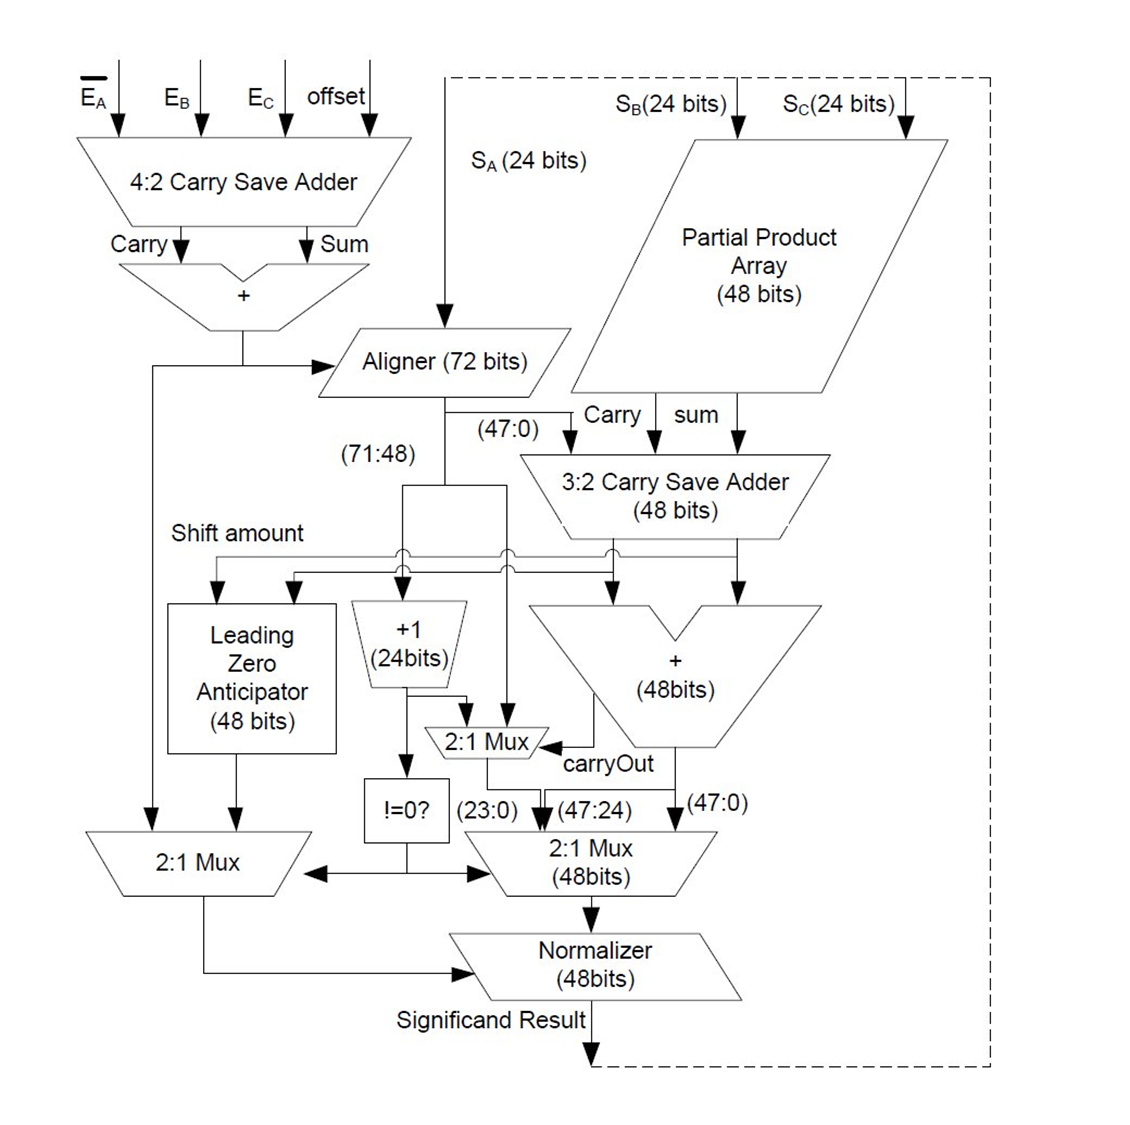 E̅A EB EC offset
SB(24 bits) SC(24 bits)
SA (24 bits)
4:2 Carry Save Adder
Carry Sum
+
Partial Product
Array
(48 bits)
Aligner (72 bits)
(47:0)
Carry sum
(71:48)
3:2 Carry Save Adder
(48 bits)
Shift amount
Leading
Zero
Anticipator
(48 bits)
+1
(24bits)
+
(48bits)
2:1 Mux
carryOut
!=0?
(23:0) (47:24) (47:0)
2:1 Mux
2:1 Mux
(48bits)
Normalizer
(48bits)
Significand Result